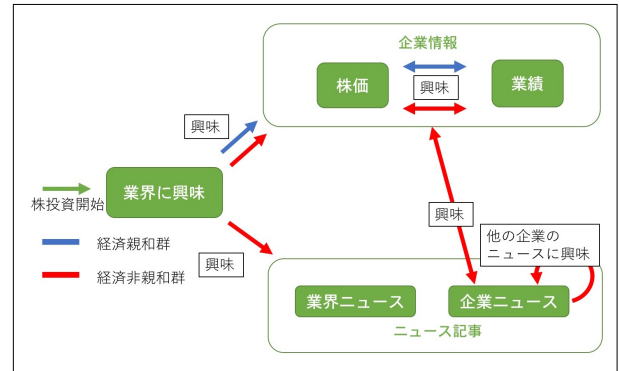 企業情報
株価
興味
業績
興味
業界に興味
株投資開始
興味
他の企業の
ニュースに興味
経済親和群
経済非親和群
興味
業界ニュース
企業ニュース
ニュース記事